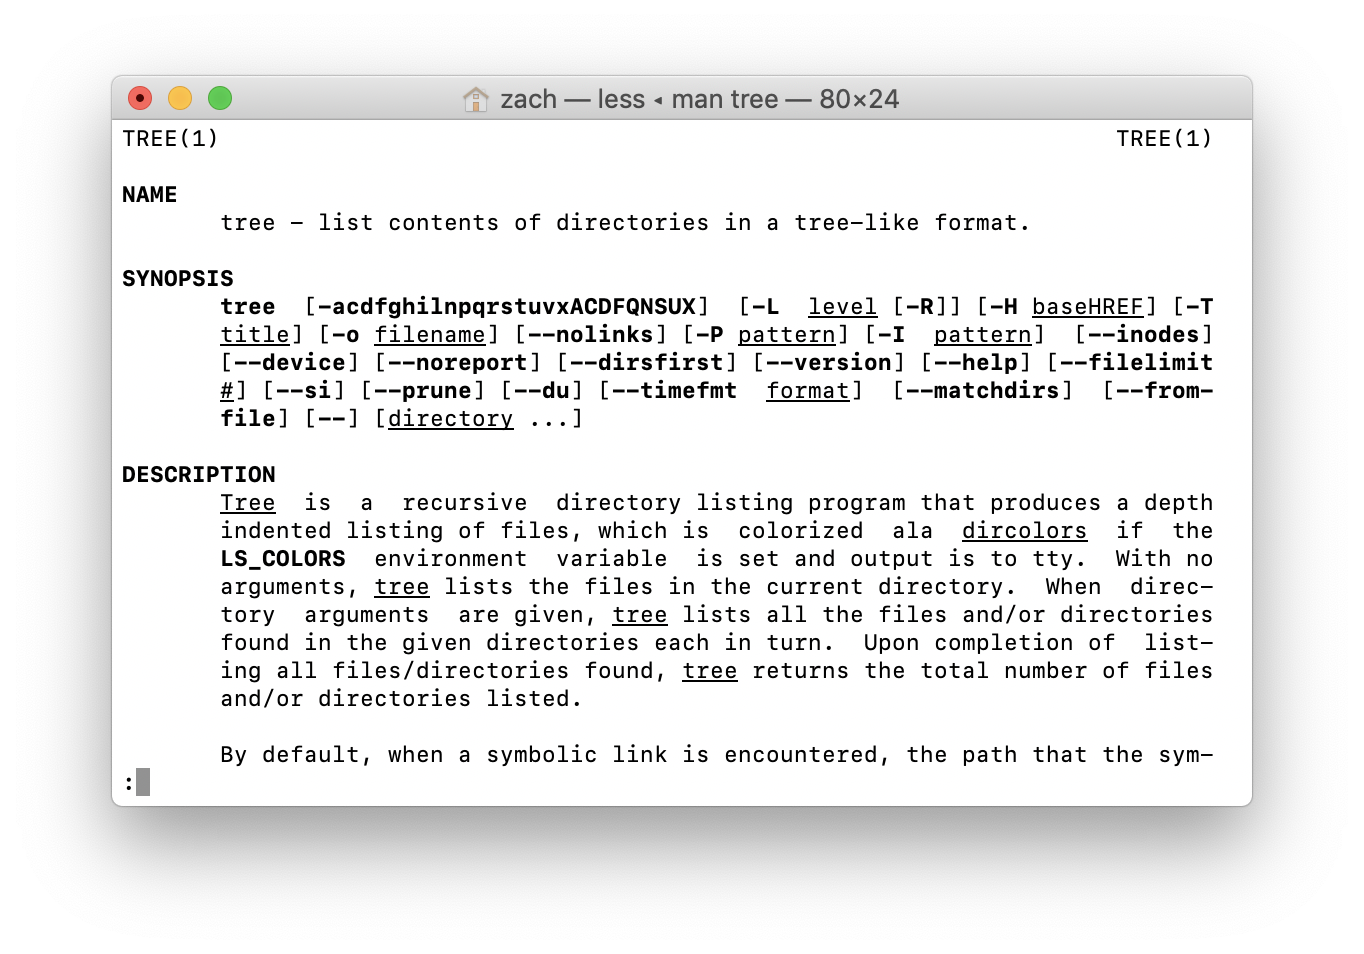 zach — less ◂ man tree — 80×24
TREE(1)                                                                TREE(1)
NAME
tree - list contents of directories in a tree-like format.
SYNOPSIS
tree  [-acdfghilnpqrstuvxACDFQNSUX]  [-L  level [-R]] [-H baseHREF] [-T
title] [-o filename] [--nolinks] [-P pattern] [-I  pattern]  [--inodes]
[--device] [--noreport] [--dirsfirst] [--version] [--help] [--filelimit
#] [--si] [--prune] [--du] [--timefmt  format]  [--matchdirs]  [--from-
file] [--] [directory ...]
DESCRIPTION
Tree  is  a  recursive  directory listing program that produces a depth
indented listing of files, which is  colorized  ala  dircolors  if  the
LS_COLORS  environment  variable  is set and output is to tty.  With no
arguments, tree lists the files in the current directory.  When  direc-
tory  arguments  are given, tree lists all the files and/or directories
found in the given directories each in turn.  Upon completion of  list-
ing all files/directories found, tree returns the total number of files
and/or directories listed.
By default, when a symbolic link is encountered, the path that the sym-
: